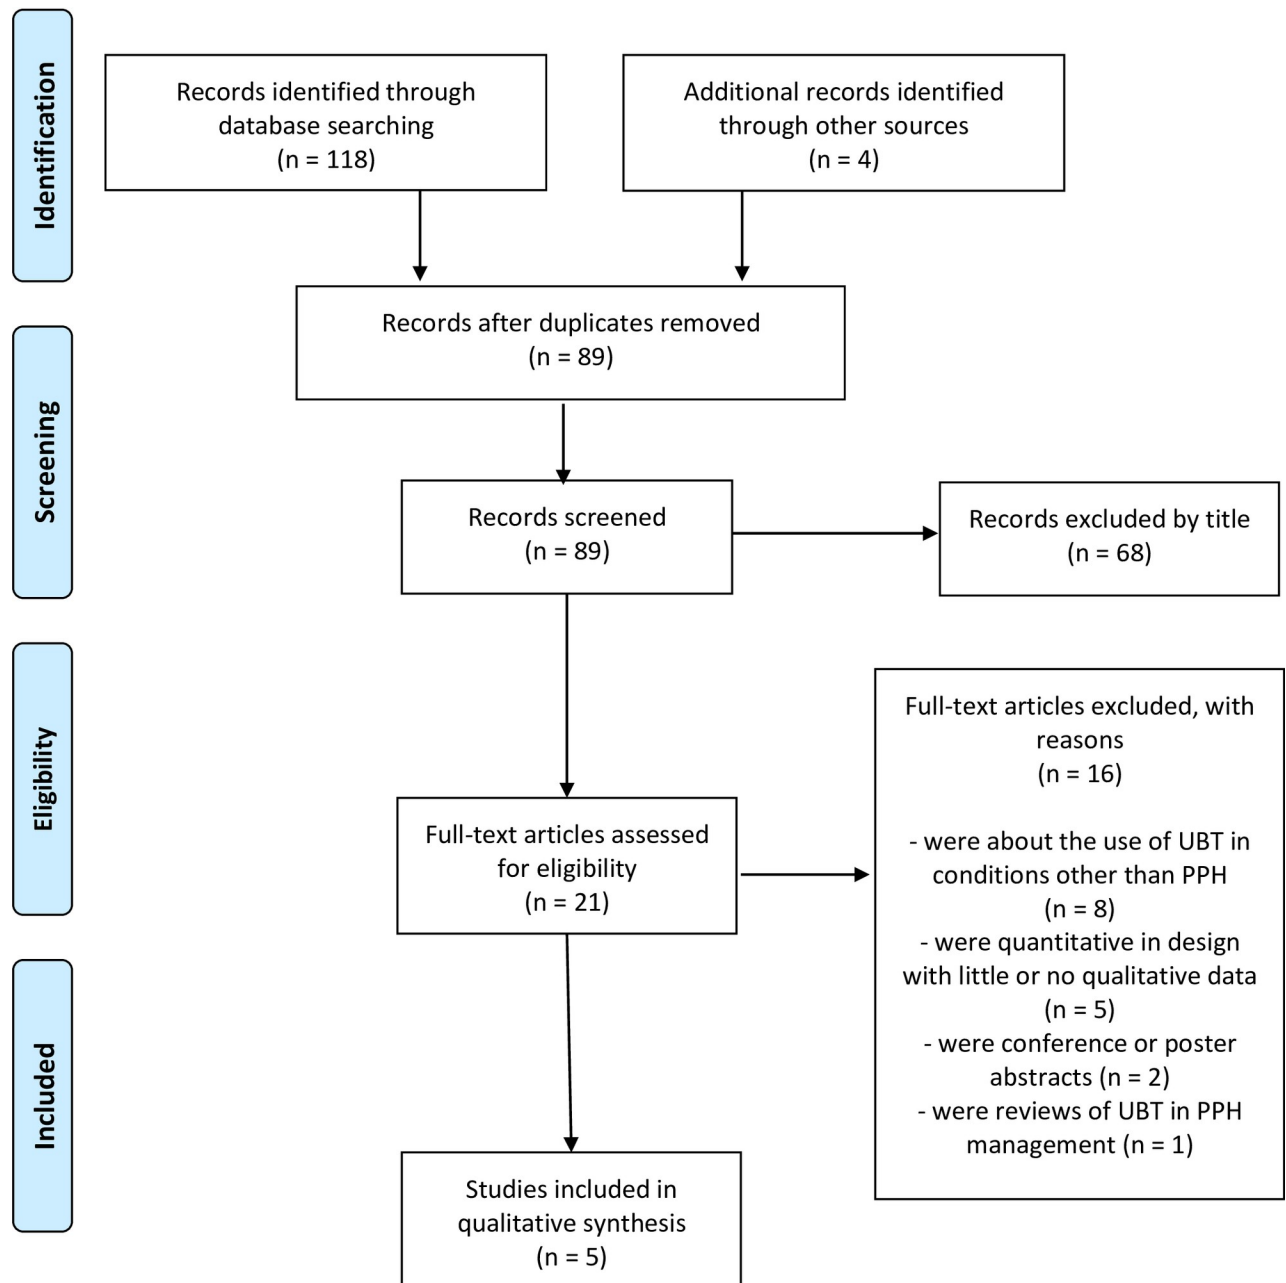 Identification
Records identified through
database searching
(n = 118)
Additional records identified
through other sources
(n = 4)
Records after duplicates removed
(n = 89)
Screening
Records screened
(n = 89)
Records excluded by title
(n = 68)
Eligibility
Full-text articles assessed
for eligibility
(n = 21)
Full-text articles excluded, with
reasons
(n = 16)
- were about the use of UBT in
conditions other than PPH
(n = 8)
- were quantitative in design
with little or no qualitative data
(n = 5)
- were conference or poster
abstracts (n = 2)
- were reviews of UBT in PPH
management (n = 1)
Included
Studies included in
qualitative synthesis
(n = 5)